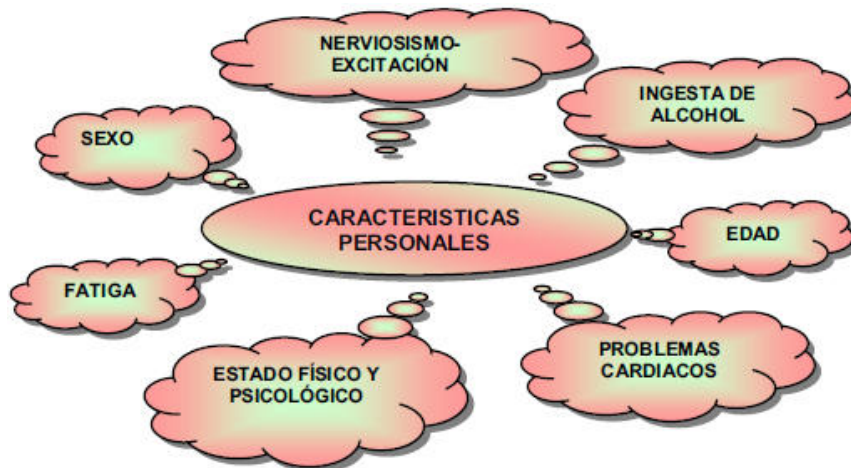 NERVIOSISMO-
EXCITACIÓN
INGESTA DE
ALCOHOL
SEXO
CARACTERISTICAS
PERSONALES
EDAD
FATIGA
ESTADO FÍSICO Y
PSICOLÓGICO
PROBLEMAS
CARDIACOS